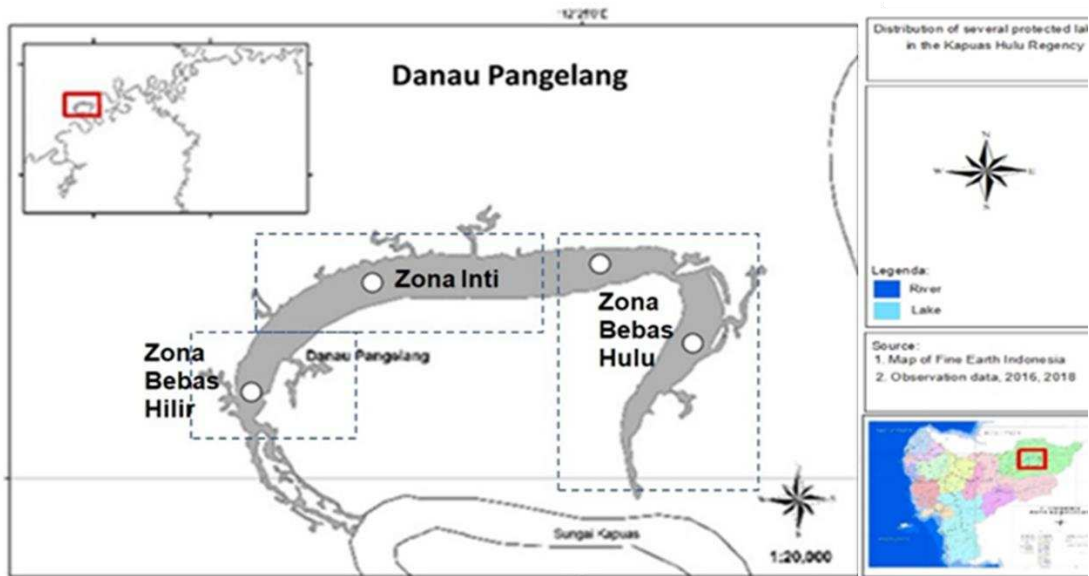 Danau Pangelang
Zona Inti
Zona
Bebas
Hulu
Zona
Bebas
Hilir
Danau Pangelang
Sungai Kapuas
1:20,000
Distribution of several protected lak
in the Kapuas Hulu Regency
N
W
E
S
Legenda:
River
Lake
Source:
1. Map of Fine Earth Indonesia
2. Observation data, 2016, 2018